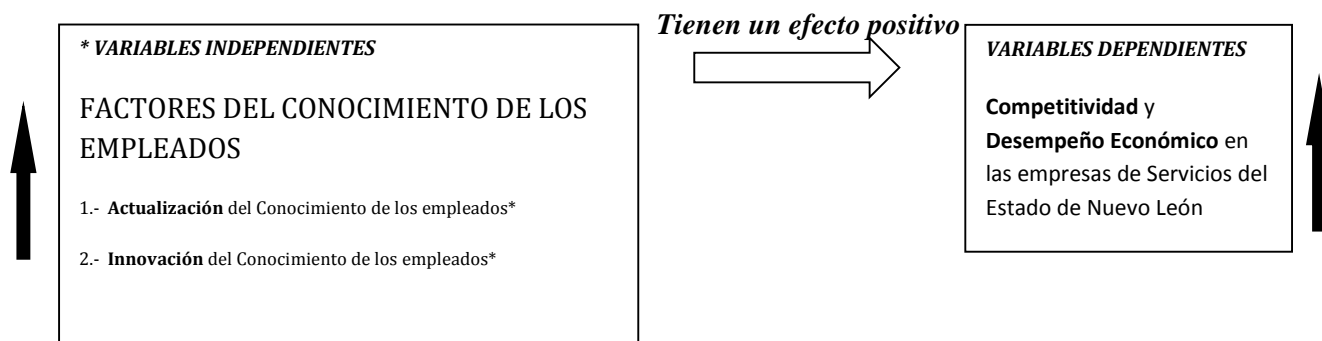 * VARIABLES INDEPENDIENTES
FACTORES DEL CONOCIMIENTO DE LOS
EMPLEADOS
1.- Actualización del Conocimiento de los empleados*
2.- Innovación del Conocimiento de los empleados*
Tienen un efecto positivo
VARIABLES DEPENDIENTES
Competitividad y
Desempeño Económico en
las empresas de Servicios del
Estado de Nuevo León